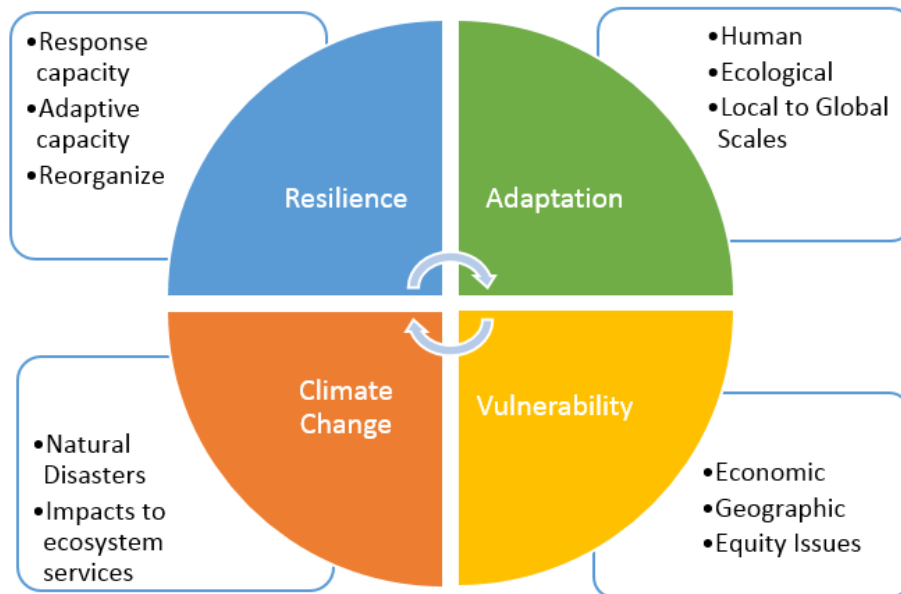 •Response
capacity
•Adaptive
capacity
•Reorganize
•Human
•Ecological
•Local to Global
Scales
Resilience
Adaptation
Climate
Change
Vulnerability
•Natural
Disasters
•Impacts to
ecosystem
services
•Economic
•Geographic
•Equity Issues